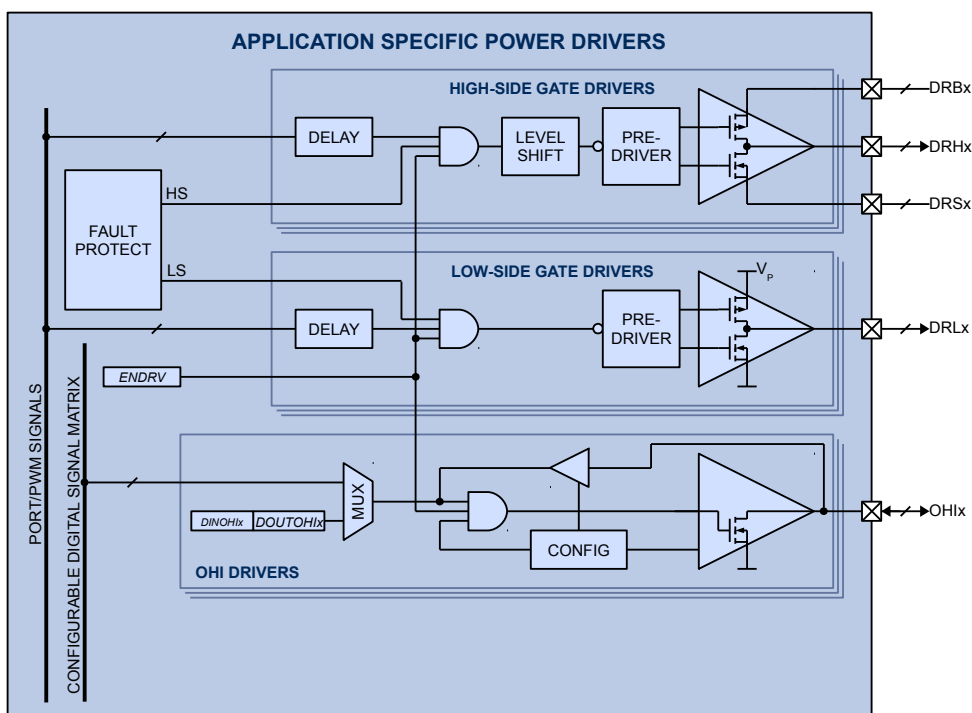 APPLICATION SPECIFIC POWER DRIVERS
HIGH-SIDE GATE DRIVERS
DRBx
DELAY
LEVEL
SHIFT
PRE-
DRIVER
DRHx
HS
DRSx
FAULT
PROTECT
LS
LOW-SIDE GATE DRIVERS
VP
DELAY
PRE-
DRIVER
DRLx
ENDRV
PORT/PWM SIGNALS
CONFIGURABLE DIGITAL SIGNAL MATRIX
MUX
DINOHIx
DOUTOHIx
CONFIG
OHIx
OHI DRIVERS